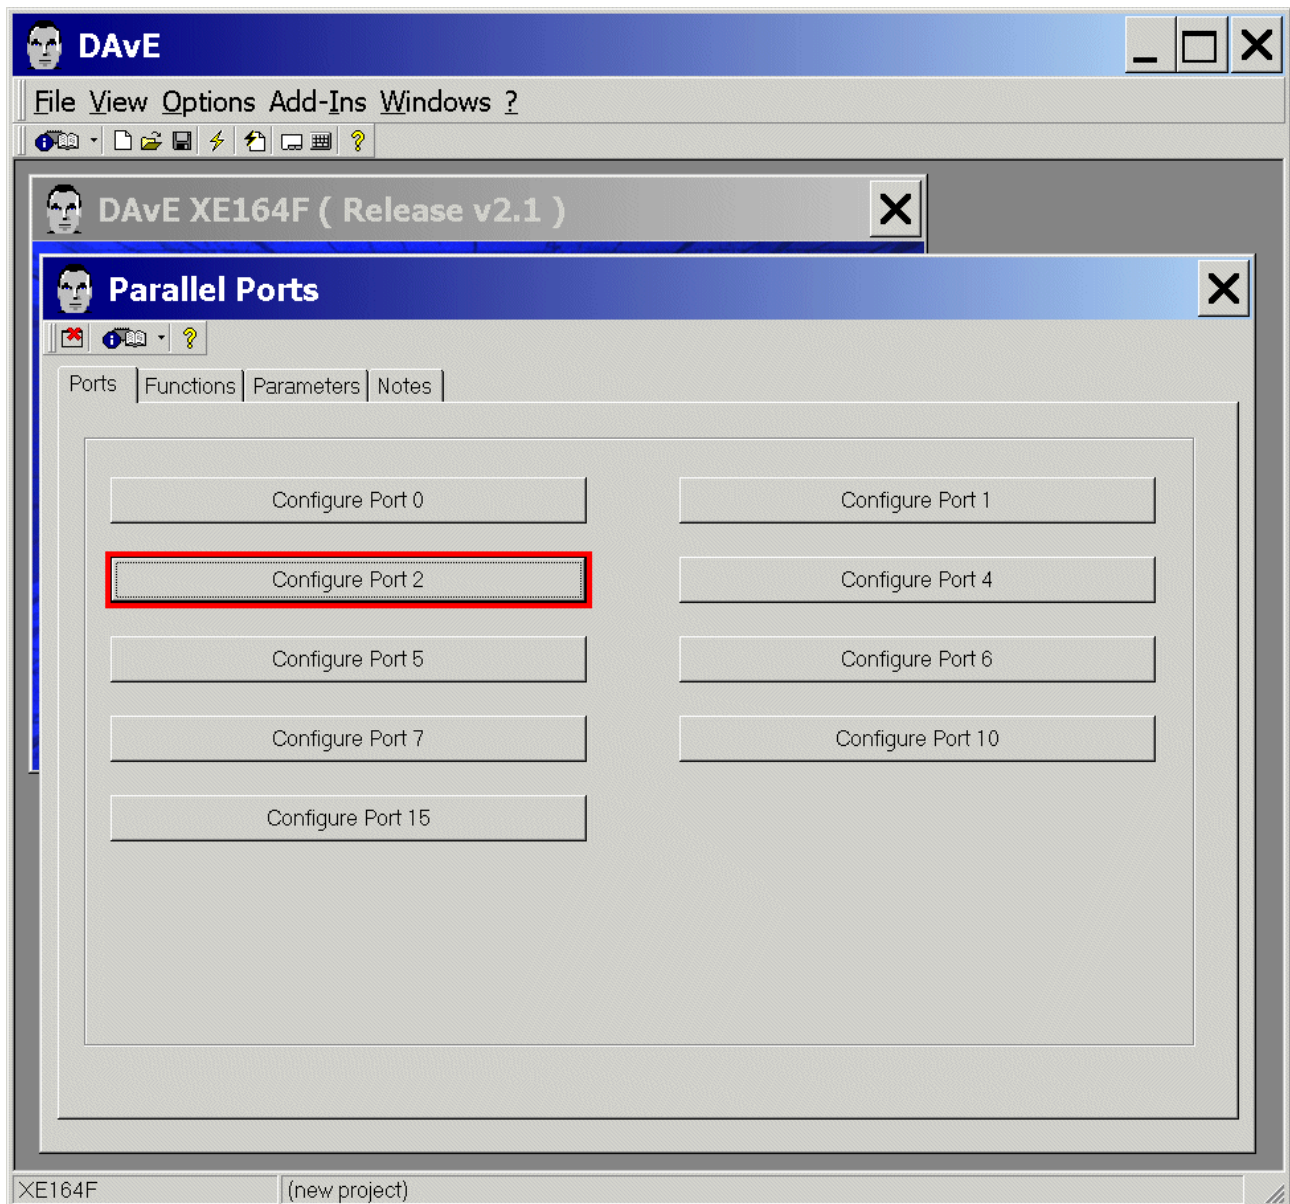 DAvE
File View Options Add-Ins Windows ?
DAvE XE164F ( Release v2.1 )
Parallel Ports
Ports Functions Parameters Notes
Configure Port 0 Configure Port 1
Configure Port 2 Configure Port 4
Configure Port 5 Configure Port 6
Configure Port 7 Configure Port 10
Configure Port 15
XE164F (new project)